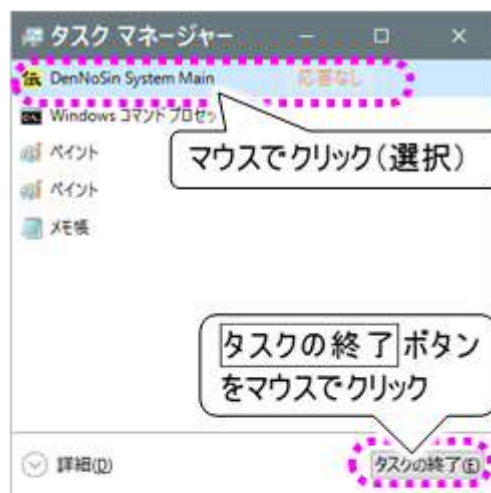 タスク マネージャー
DenNoSin System Main 応答なし
Windows コマンド プロセッ
マウスでクリック(選択)
ペイント
ペイント
メモ帳
タスクの終了ボタン
をマウスでクリック
詳細(D)
タスクの終了(E)